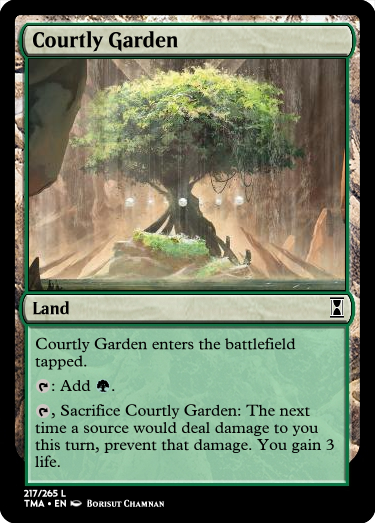 Courtly Garden
Land
Courtly Garden enters the battlefield
tapped.
: Add .
, Sacrifice Courtly Garden: The next
time a source would deal damage to you
this turn, prevent that damage. You gain 3
life.
217/265 L
TMA • EN Borisut Chamnan